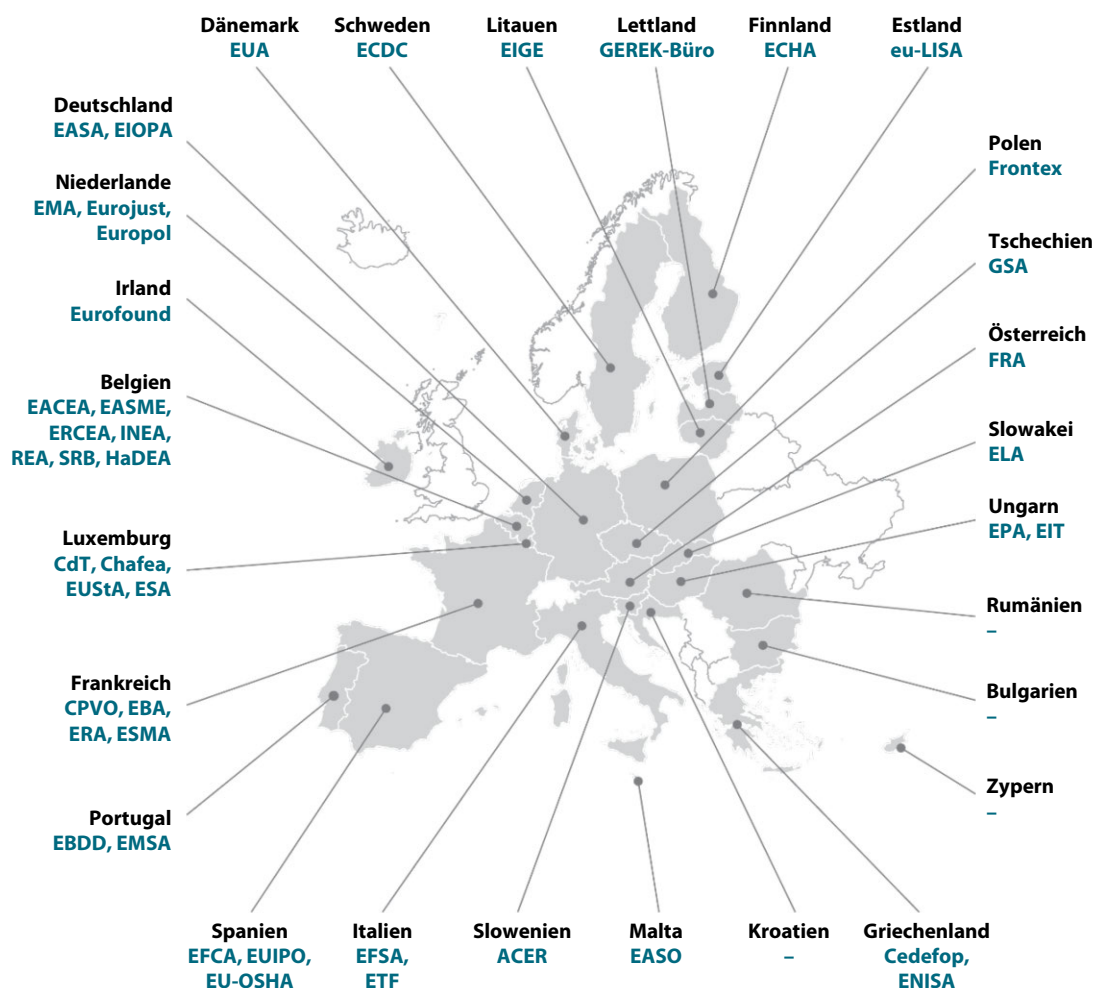 Dänemark
EUA
Schweden
ECDC
Litauen
EIGE
Lettland
GEREK-Büro
Finnland
ECHA
Estland
eu-LISA
Deutschland
EASA, EIOPA
Niederlande
EMA, Eurojust,
Europol
Irland
Eurofound
Belgien
EACEA, EASME,
ERCEA, INEA,
REA, SRB, HaDEA
Luxemburg
CdT, Chafea,
EUStA, ESA
Frankreich
CPVO, EBA,
ERA, ESMA
Portugal
EBDD, EMSA
Polen
Frontex
Tschechien
GSA
Österreich
FRA
Slowakei
ELA
Ungarn
EPA, EIT
Rumänien
–
Bulgarien
–
Zypern
–
Spanien
EFCA, EUIPO,
EU-OSHA
Italien
EFSA,
ETF
Slowenien
ACER
Malta
EASO
Kroatien
–
Griechenland
Cedefop,
ENISA